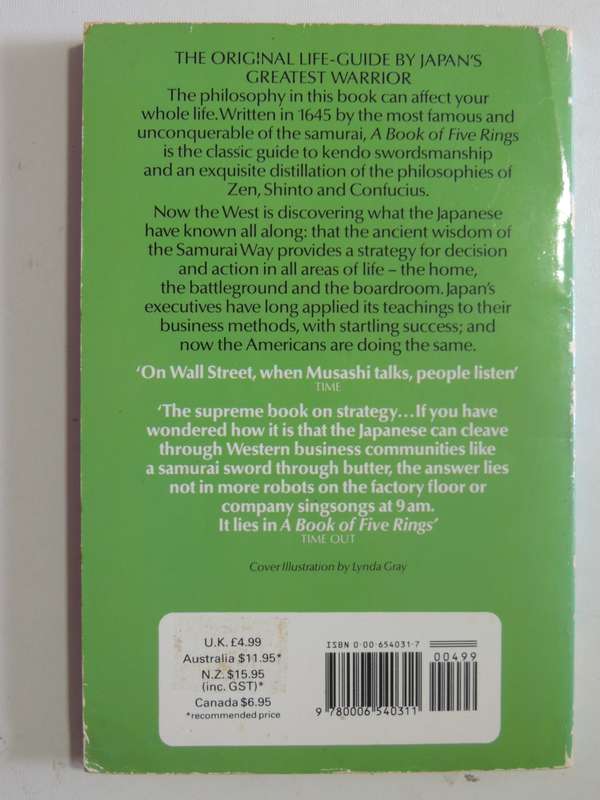 THE ORIGINAL LIFE-GUIDE BY JAPAN'S
GREATEST WARRIOR
The philosophy in this book can affect your
whole life. Written in 1645 by the most famous and
unconquerable of the samurai, A Book of Five Rings
is the classic guide to kendo swordsmanship
and an exquisite distillation of the philosophies of
Zen, Shinto and Confucius.
Now the West is discovering what the Japanese
have known all along: that the ancient wisdom of
the Samurai Way provides a strategy for decision
and action in all areas of life – the home,
the battleground and the boardroom. Japan's
executives have long applied its teachings to their
business methods, with startling success; and
now the Americans are doing the same.
'On Wall Street, when Musashi talks, people listen'
TIME
'The supreme book on strategy...If you have
wondered how it is that the Japanese can cleave
through Western business communities like
a samurai sword through butter, the answer lies
not in more robots on the factory floor or
company singsongs at 9am.
It lies in A Book of Five Rings'
TIME OUT
Cover Illustration by Lynda Gray
U.K. £4.99
Australia $11.95*
N.Z. $15.95
(inc. GST)*
Canada $6.95
*recommended price
ISBN 0-00-654031-7
00499
9 780006 540311